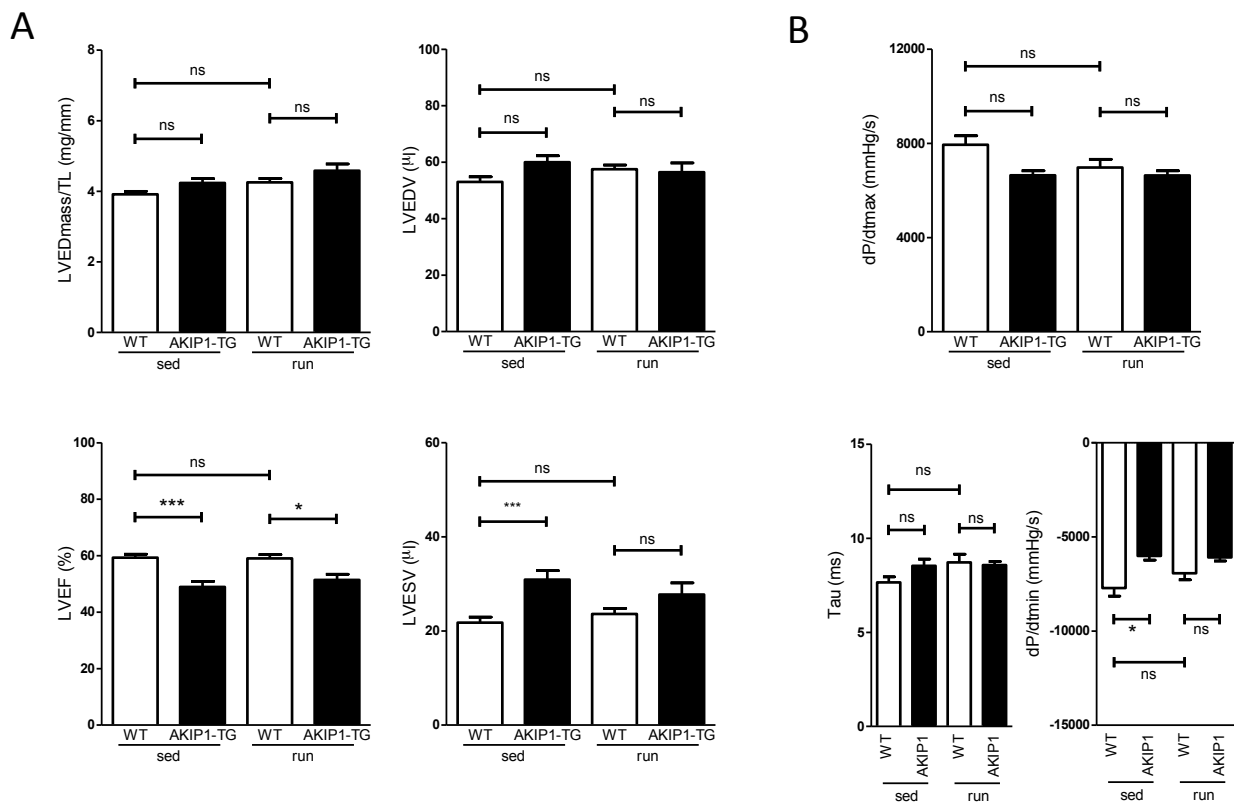 A
LVEDmass/TL (mg/mm)
8
6
4
2
0
ns
ns
ns
WT AKIP1-TG WT AKIP1-TG
sed run
LVEDV (µl)
100
80
60
40
20
0
ns
ns
ns
WT AKIP1-TG WT AKIP1-TG
sed run
LVEF (%)
100
80
60
40
20
0
ns
***
*
WT AKIP1-TG WT AKIP1-TG
sed run
LVESV (µl)
60
40
20
0
ns
***
ns
WT AKIP1-TG WT AKIP1-TG
sed run
B
dP/dtmax (mmHg/s)
12000
8000
4000
0
ns
ns
ns
WT AKIP1-TG WT AKIP1-TG
sed run
Tau (ms)
15
10
5
0
ns
ns
ns
WT AKIP1 WT AKIP1
sed run
dP/dtmin (mmHg/s)
0
-5000
-10000
-15000
*
ns
ns
WT AKIP1 WT AKIP1
sed run